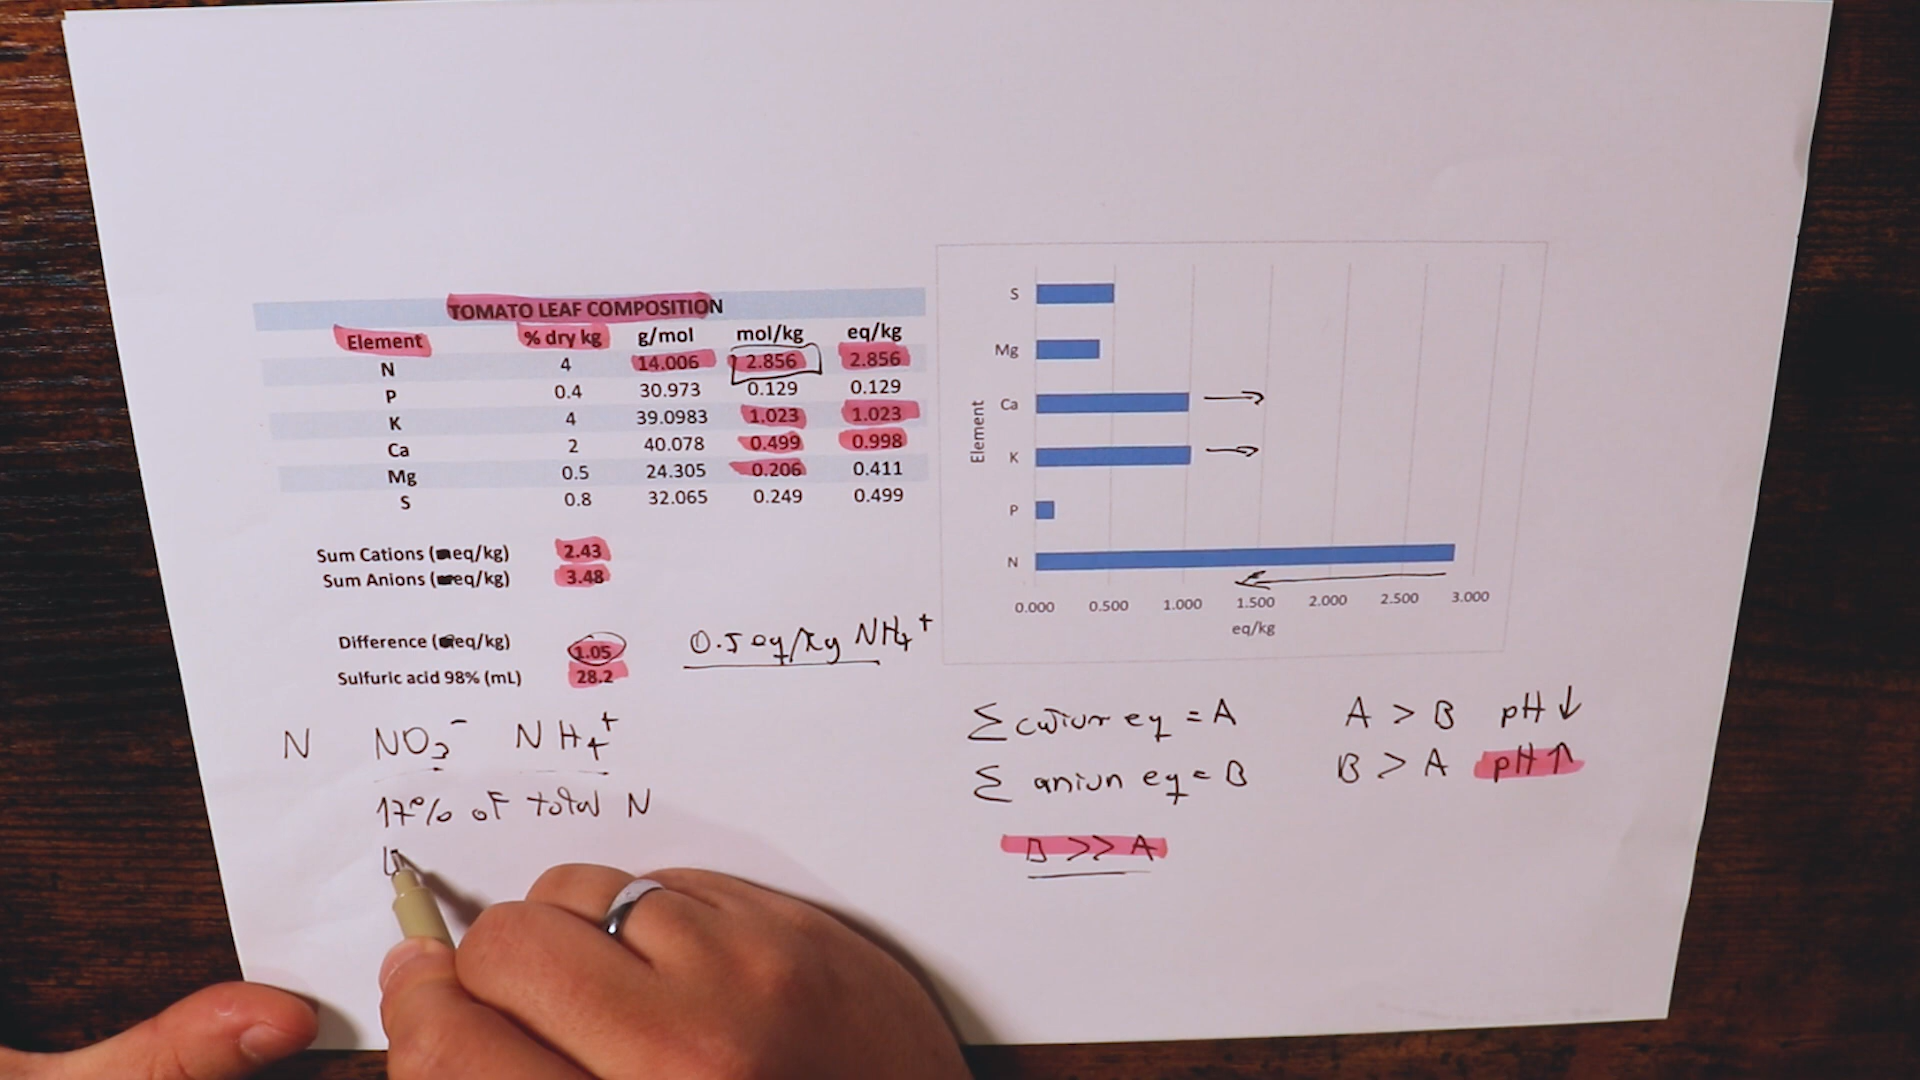 TOMATO LEAF COMPOSITION
Element % dry kg g/mol mol/kg eq/kg
N 4 14.006 2.856 2.856
P 0.4 30.973 0.129 0.129
K 4 39.0983 1.023 1.023
Ca 2 40.078 0.499 0.998
Mg 0.5 24.305 0.206 0.411
S 0.8 32.065 0.249 0.499
Sum Cations (eq/kg) 2.43
Sum Anions (eq/kg) 3.48
Difference (eq/kg) 1.05
Sulfuric acid 98% (mL) 28.2
0.5 eq/kg NH4+
N NO3- NH4+
17% of total N
S
Mg
Ca
K
P
N
Element
0.000 0.500 1.000 1.500 2.000 2.500 3.000
eq/kg
Σ cation eq = A
Σ anion eq = B
B >> A
A > B pH ↓
B > A pH ↑